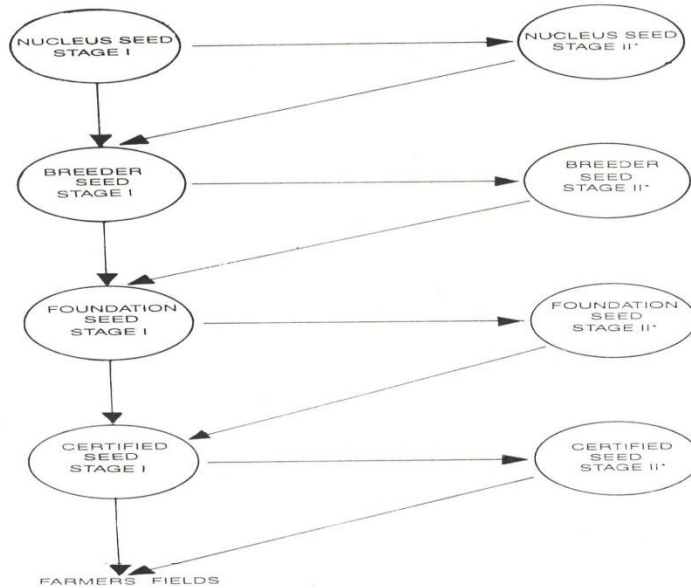 NUCLEUS SEED
STAGE I
NUCLEUS SEED
STAGE II*
BREEDER
SEED
STAGE I
BREEDER
SEED
STAGE II*
FOUNDATION
SEED
STAGE I
FOUNDATION
SEED
STAGE II*
CERTIFIED
SEED
STAGE I
CERTIFIED
SEED
STAGE II*
FARMERS FIELDS